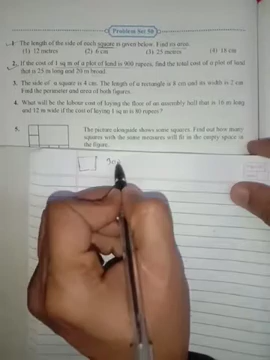 Problem Set 50
1. The length of the side of each square is given below. Find its area.
(1) 12 metres (2) 6 cm (3) 25 metres (4) 18 cm
2. If the cost of 1 sq m of a plot of land is 900 rupees, find the total cost of a plot of land
that is 25 m long and 20 m broad.
3. The side of a square is 4 cm. The length of a rectangle is 8 cm and its width is 2 cm.
Find the perimeter and area of both figures.
4. What will be the labour cost of laying the floor of an assembly hall that is 16 m long
and 12 m wide if the cost of laying 1 sq m is 80 rupees?
5. The picture alongside shows some squares. Find out how many
squares with the same measures will fit in the empty space in
the figure.